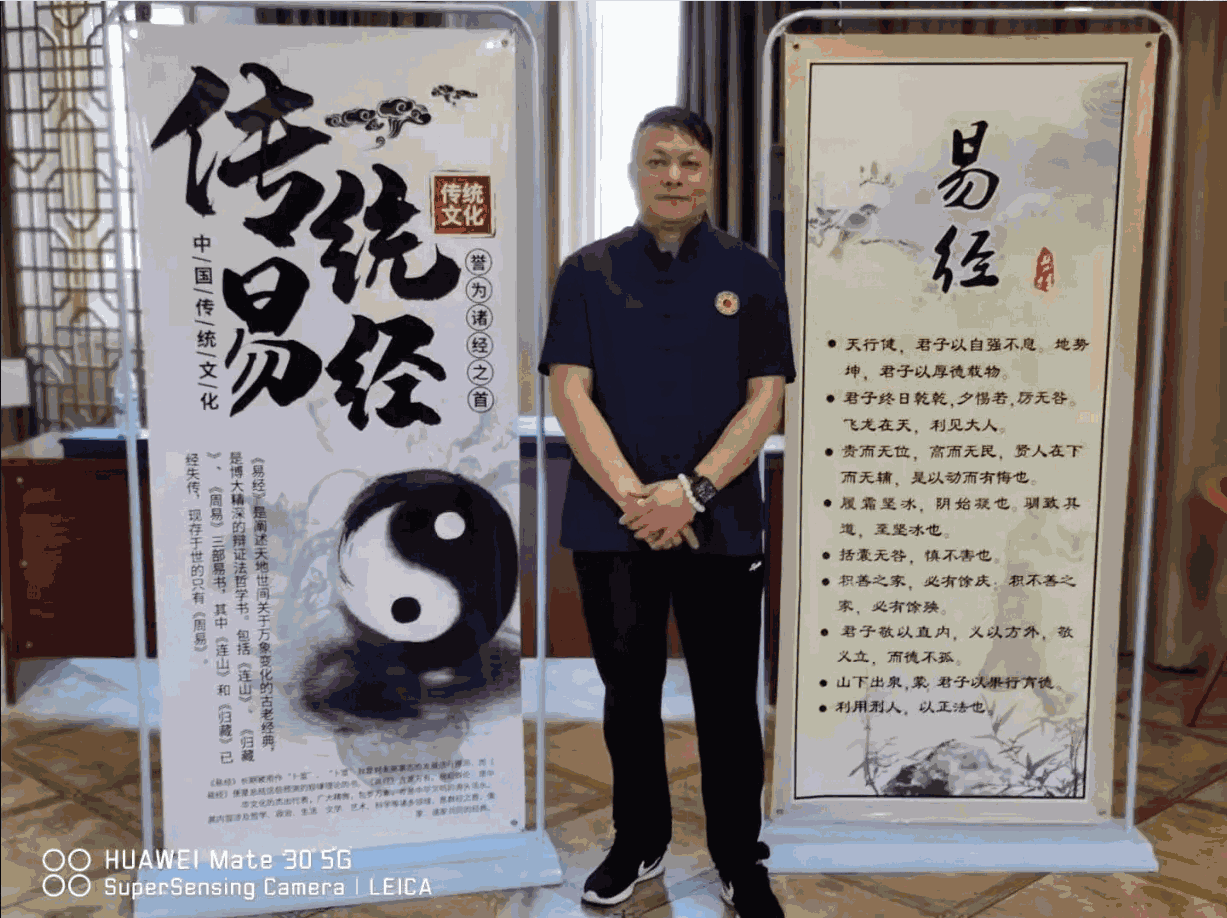 传统
易经
传统
文化
中\国\传\统\文\化
誉为诸经之首
《易经》是阐述天地世间关于万象变化的古老经典，
是博大精深的辩证法哲学书。包括《连山》、《归藏
》、《周易》三部易书，其中《连山》和《归藏》已
经失传，现存于世的只有《周易》。
易经
天行健，君子以自强不息。地势
坤，君子以厚德载物。
君子终日乾乾,夕惕若,厉无咎。
飞龙在天，利见大人。
贵而无位，高而无民，贤人在下
而无辅，是以动而有悔也。
履霜坚冰，阴始凝也。驯致其
道，至坚冰也。
括囊无咎，慎不害也。
积善之家，必有馀庆；积不善之
家，必有馀殃。
君子敬以直内，义以方外，敬
义立，而德不孤。
山下出泉,蒙.君子以果行育德。
利用刑人，以正法也。
HUAWEI Mate 30 5G
SuperSensing Camera | LEICA